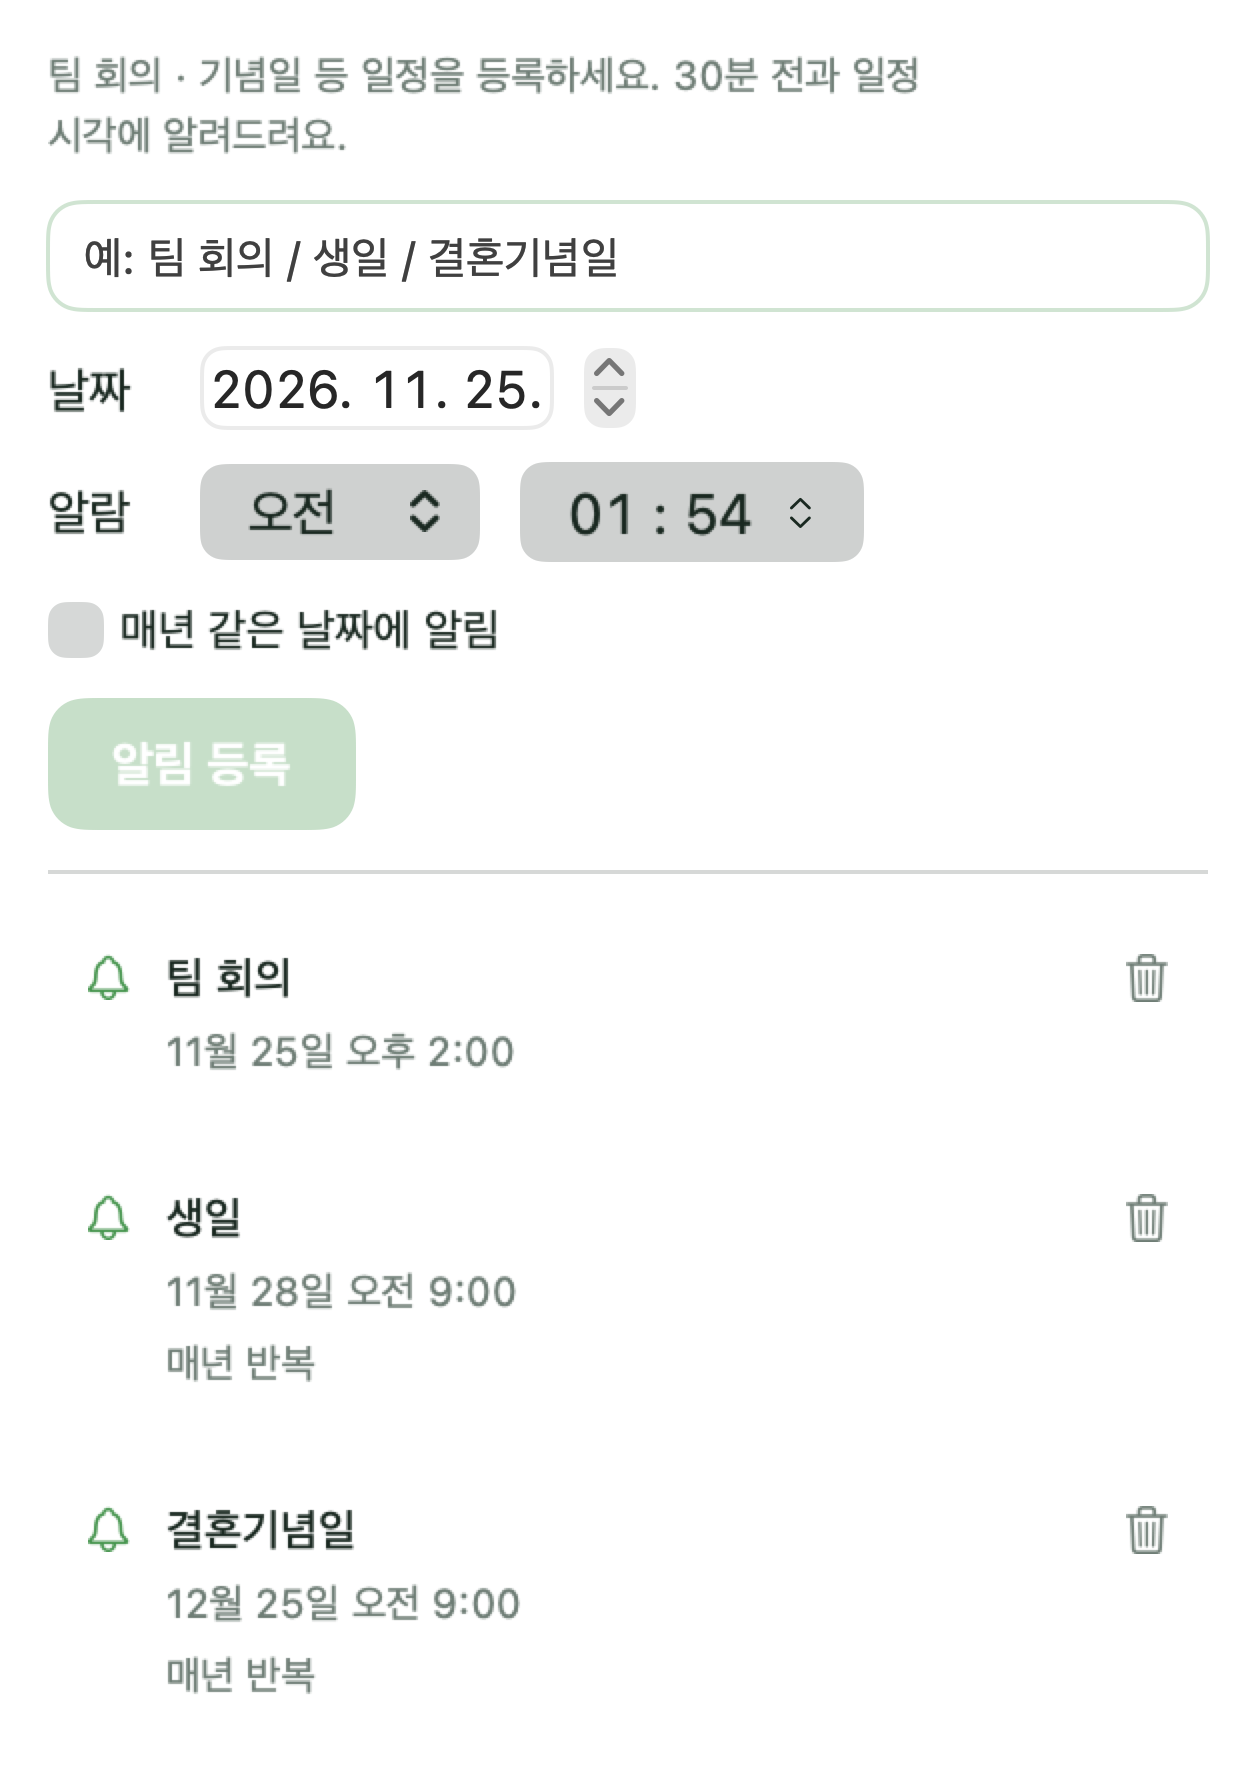 팀 회의 · 기념일 등 일정을 등록하세요. 30분 전과 일정
시각에 알려드려요.
예: 팀 회의 / 생일 / 결혼기념일
날짜 2026. 11. 25.
알람 오전 01 : 54
매년 같은 날짜에 알림
알림 등록
팀 회의
11월 25일 오후 2:00
생일
11월 28일 오전 9:00
매년 반복
결혼기념일
12월 25일 오전 9:00
매년 반복